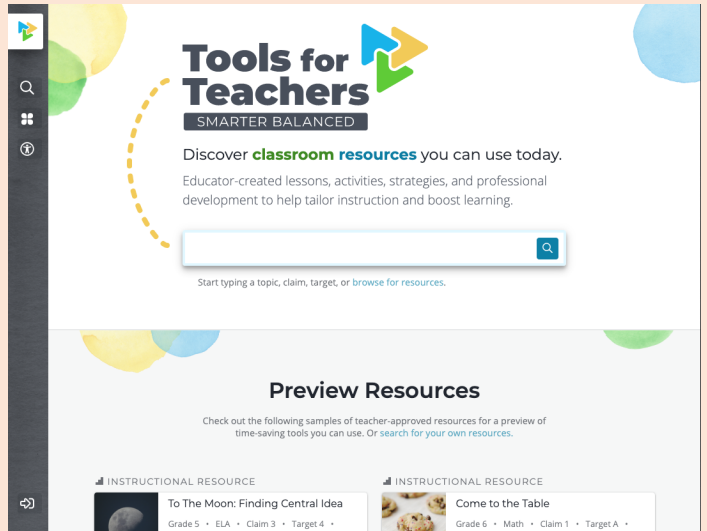 Tools for
Teachers
SMARTER BALANCED
Discover classroom resources you can use today.
Educator-created lessons, activities, strategies, and professional
development to help tailor instruction and boost learning.
Start typing a topic, claim, target, or browse for resources.
Preview Resources
Check out the following samples of teacher-approved resources for a preview of
time-saving tools you can use. Or search for your own resources.
INSTRUCTIONAL RESOURCE
To The Moon: Finding Central Idea
Grade 5 • ELA • Claim 3 • Target 4 •
INSTRUCTIONAL RESOURCE
Come to the Table
Grade 6 • Math • Claim 1 • Target A •